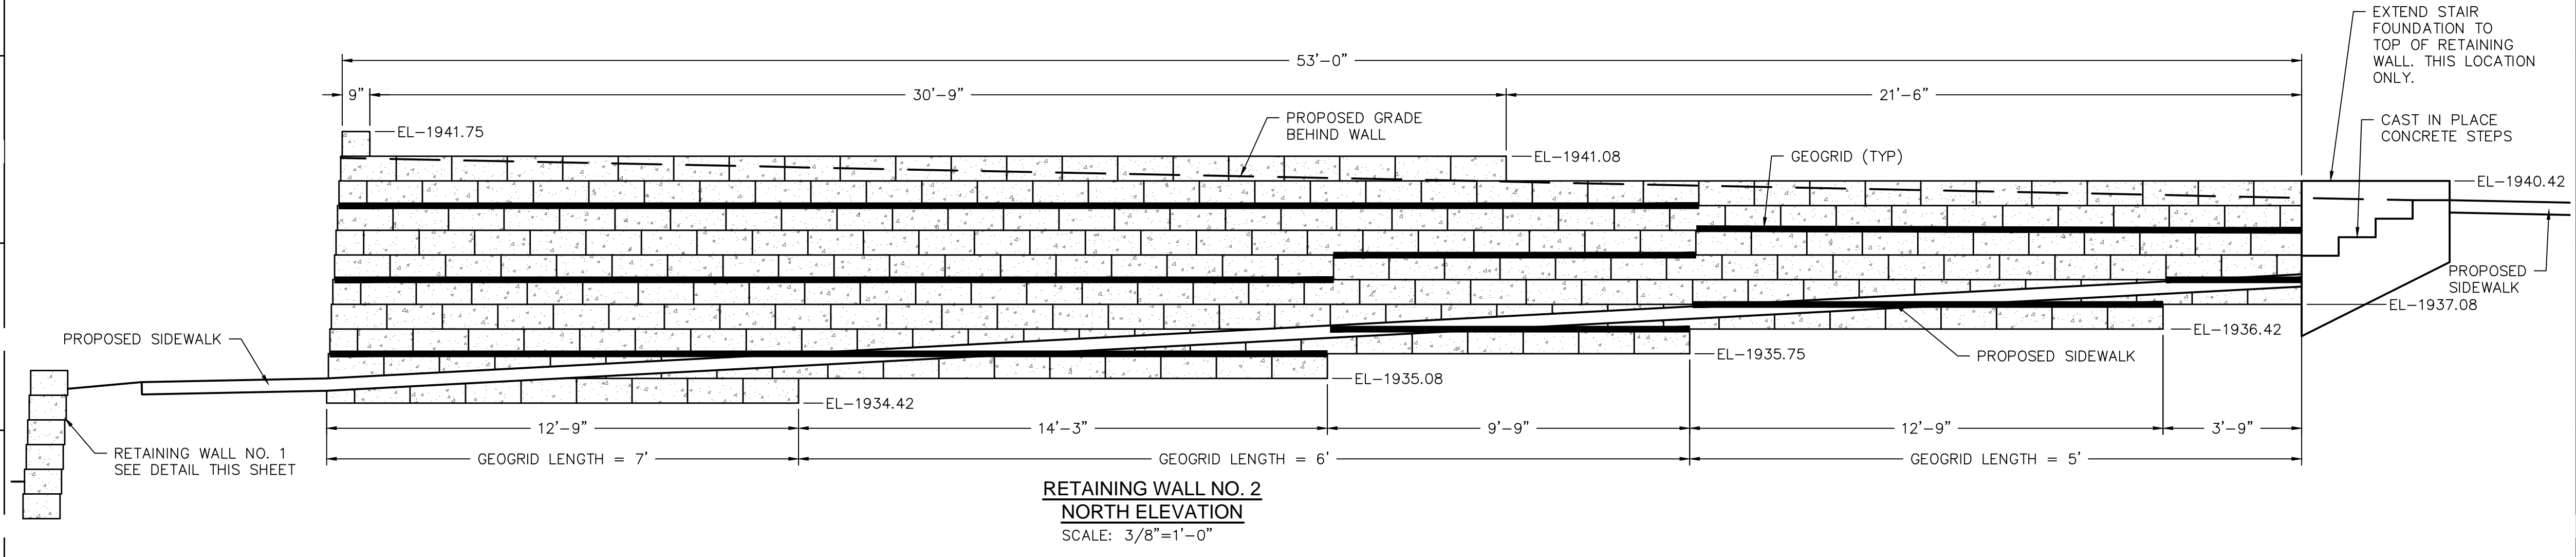 EXTEND STAIR
FOUNDATION TO
TOP OF RETAINING
WALL. THIS LOCATION
ONLY.
53'-0"
9"
30'-9"
21'-6"
EL-1941.75
PROPOSED GRADE
BEHIND WALL
CAST IN PLACE
CONCRETE STEPS
EL-1941.08
GEOGRID (TYP)
EL-1940.42
PROPOSED
SIDEWALK
EL-1937.08
EL-1936.42
PROPOSED SIDEWALK
EL-1935.75
PROPOSED SIDEWALK
EL-1935.08
EL-1934.42
12'-9"
14'-3"
9'-9"
12'-9"
3'-9"
RETAINING WALL NO. 1
SEE DETAIL THIS SHEET
GEOGRID LENGTH = 7'
GEOGRID LENGTH = 6'
GEOGRID LENGTH = 5'
RETAINING WALL NO. 2
NORTH ELEVATION
SCALE: 3/8"=1'-0"